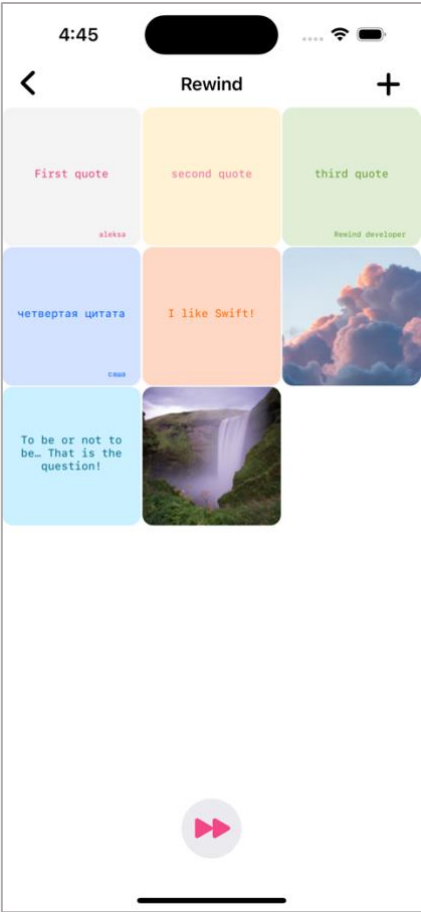 4:45
Rewind
First quote
aleksa
second quote
third quote
Rewind developer
четвертая цитата
саша
I like Swift!
To be or not to
be… That is the
question!